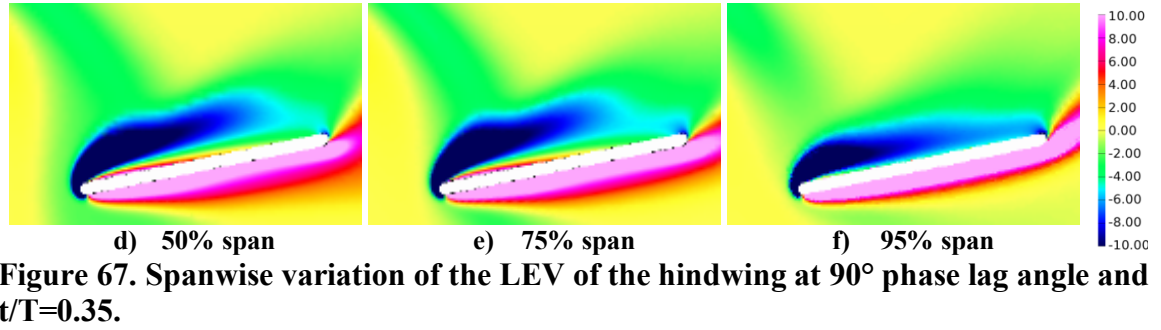 10.00
8.00
6.00
4.00
2.00
0.00
-2.00
-4.00
-6.00
-8.00
-10.00
d) 50% span
e) 75% span
f) 95% span
Figure 67. Spanwise variation of the LEV of the hindwing at 90° phase lag angle and
t/T=0.35.